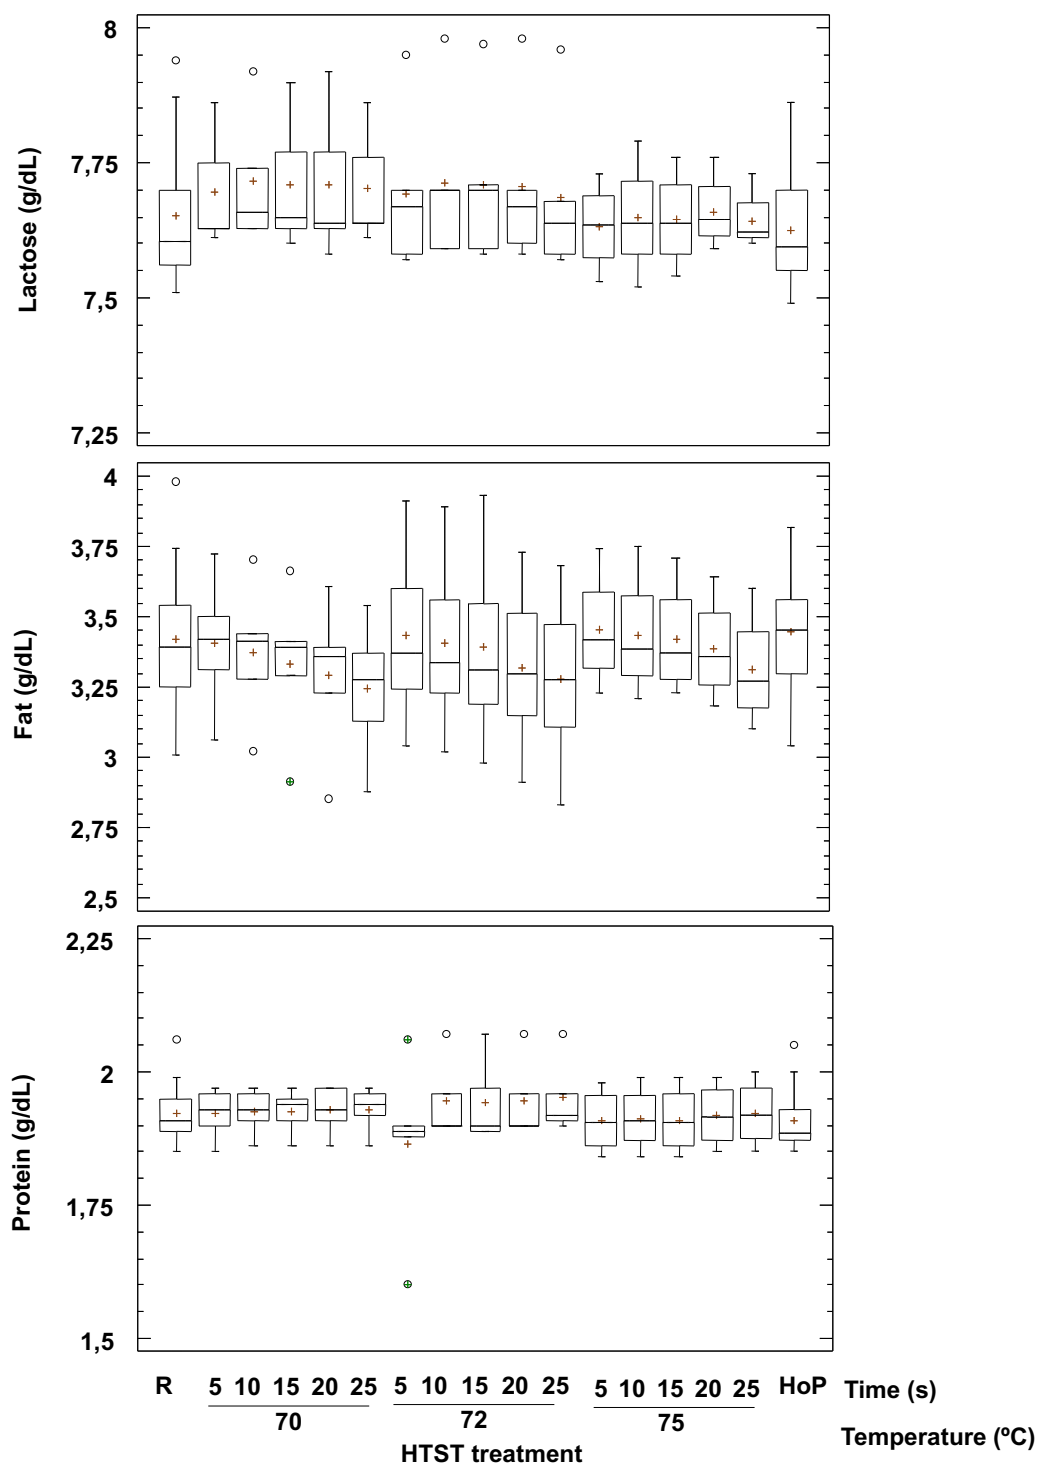 8
7,75
7,5
7,25
Lactose (g/dL)
4
3,75
3,5
3,25
3
2,75
2,5
Fat (g/dL)
2,25
2
1,75
1,5
Protein (g/dL)
R 5 10 15 20 25 5 10 15 20 25 5 10 15 20 25 HoP Time (s)
70 72 75
Temperature (ºC)
HTST treatment